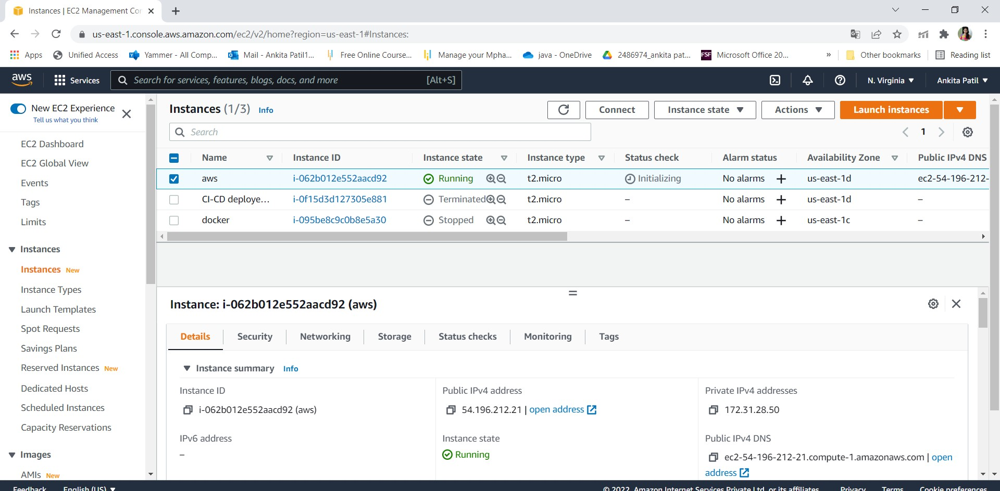 Instances | EC2 Management Con
us-east-1.console.aws.amazon.com/ec2/v2/home?region=us-east-1#Instances:
Apps Unified Access Yammer - All Comp... Mail - Ankita Patil1... Free Online Course... Manage your Mpha... java - OneDrive 2486974_ankita pat... FSF Microsoft Office 20... » Other bookmarks Reading list
aws Services Search for services, features, blogs, docs, and more [Alt+S] N. Virginia ▼ Ankita Patil ▼
New EC2 Experience
Tell us what you think
EC2 Dashboard
EC2 Global View
Events
Tags
Limits
Instances
Instances New
Instance Types
Launch Templates
Spot Requests
Savings Plans
Reserved Instances New
Dedicated Hosts
Scheduled Instances
Capacity Reservations
Images
AMIs New
Instances (1/3) Info Connect Instance state ▼ Actions ▼ Launch instances ▼
Search 1
Name Instance ID Instance state Instance type Status check Alarm status Availability Zone Public IPv4 DNS
aws i-062b012e552aacd92 Running t2.micro Initializing No alarms + us-east-1d ec2-54-196-212-
CI-CD deploye... i-0f15d3d127305e881 Terminated t2.micro – No alarms + us-east-1d –
docker i-095be8c9c0b8e5a30 Stopped t2.micro – No alarms + us-east-1c –
Instance: i-062b012e552aacd92 (aws)
Details Security Networking Storage Status checks Monitoring Tags
Instance summary Info
Instance ID Public IPv4 address Private IPv4 addresses
i-062b012e552aacd92 (aws) 54.196.212.21 | open address 172.31.28.50
IPv6 address Instance state Public IPv4 DNS
– Running ec2-54-196-212-21.compute-1.amazonaws.com | open
address
Feedback English (US) ▼ © 2022, Amazon Internet Services Private Ltd. or its affiliates. Privacy Terms Cookie preferences